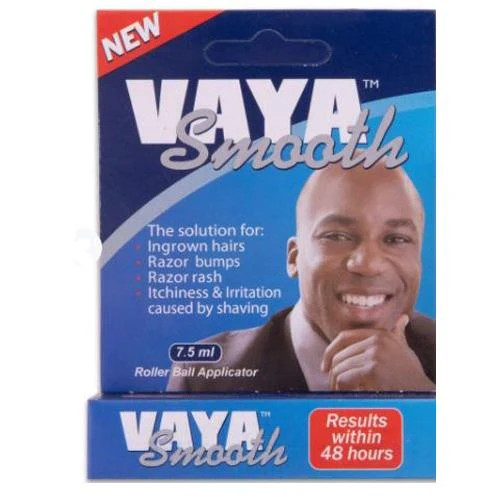 NEW
VAYA™
Smooth
The solution for:
• Ingrown hairs
• Razor bumps
• Razor rash
• Itchiness & Irritation
caused by shaving
7.5 ml
Roller Ball Applicator
VAYA™
Smooth
Results
within
48 hours